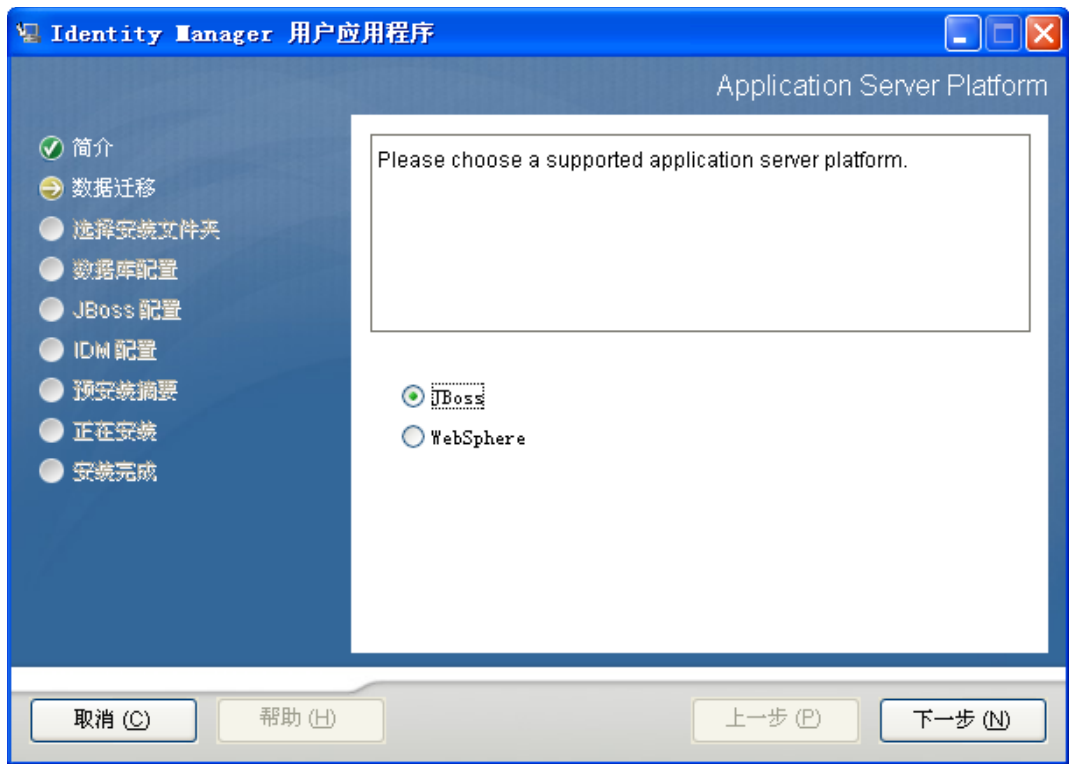 Identity Manager 用户应用程序
Application Server Platform
简介
数据迁移
选择安装文件夹
数据库配置
JBoss 配置
IDM 配置
预安装摘要
正在安装
安装完成
Please choose a supported application server platform.
JBoss
WebSphere
取消 (C)
帮助 (H)
上一步 (P)
下一步 (N)